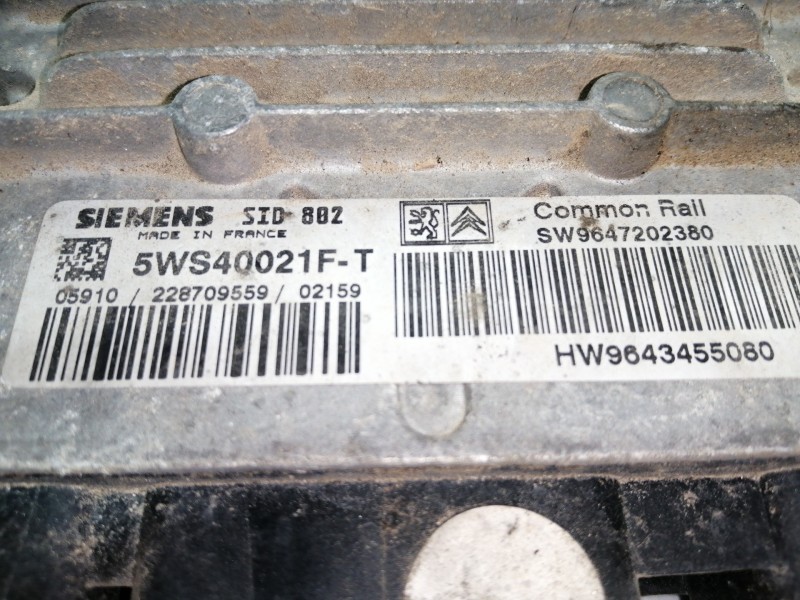 SIEMENS SID 802
MADE IN FRANCE
5WS40021F-T
05910 / 228709559 / 02159
Common Rail
SW9647202380
HW9643455080